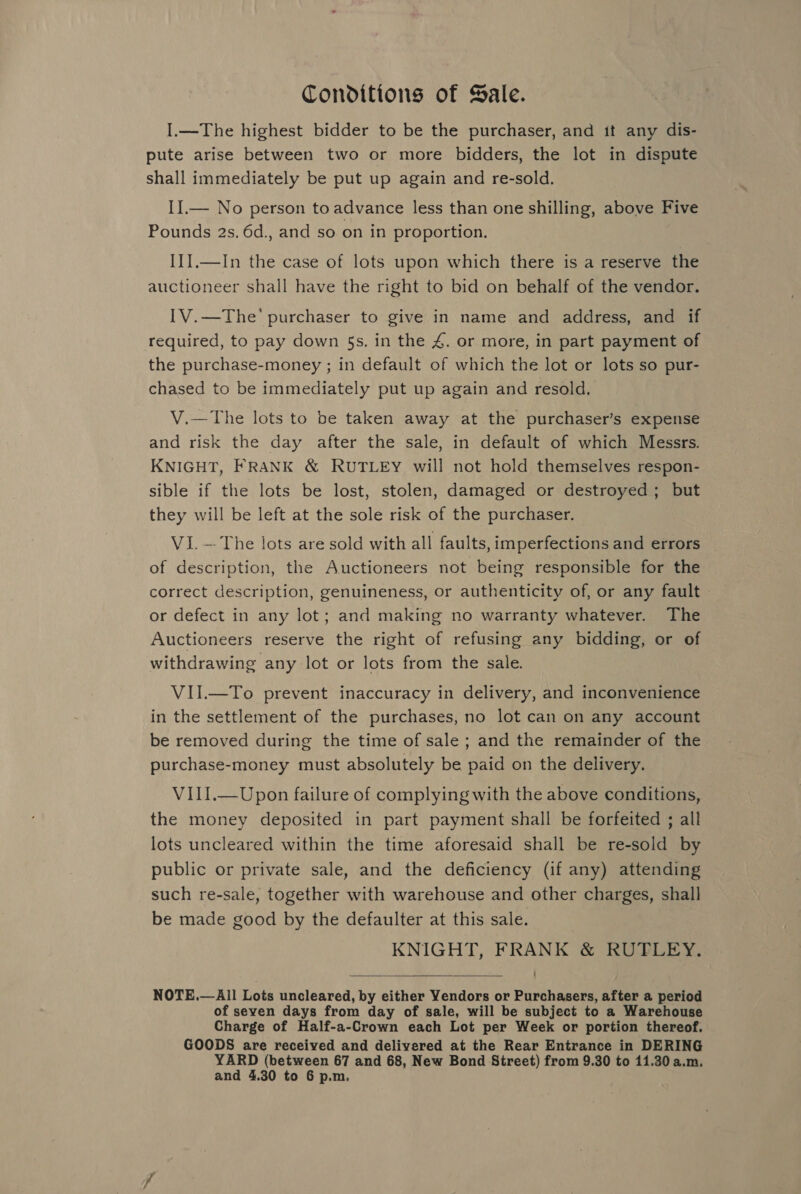 Conditions of Sale.
I.—The highest bidder to be the purchaser, and it any dis-
pute arise between two or more bidders, the lot in dispute
shall immediately be put up again and re-sold.
II.— No person to advance less than one shilling, above Five
Pounds 2s. 6d., and so on in proportion.
III.—In the case of lots upon which there is a reserve the
auctioneer shall have the right to bid on behalf of the vendor.
IV.—The' purchaser to give in name and address, and if
required, to pay down 5s. in the £. or more, in part payment of
the purchase-money ; in default of which the lot or lots so pur-
chased to be immediately put up again and resold.
V.—The lots to be taken away at the purchaser's expense
and risk the day after the sale, in default of which Messrs.
KNIGHT, FRANK & RUTLEY will not hold themselves respon-
sible if the lots be lost, stolen, damaged or destroyed ; but
they will be left at the sole risk of the purchaser.
VI.—The lots are sold with all faults, imperfections and errors
of description, the Auctioneers not being responsible for the
correct description, genuineness, or authenticity of, or any fault
or defect in any lot ; and making no warranty whatever. The
Auctioneers reserve the right of refusing any bidding, or of
withdrawing any lot or lots from the sale.
VII.—To prevent inaccuracy in delivery, and inconvenience
in the settlement of the purchases, no lot can on any account
be removed during the time of sale ; and the remainder of the
purchase-money must absolutely be paid on the delivery.
VIII.—Upon failure of complying with the above conditions,
the money deposited in part payment shall be forfeited ; all
lots uncleared within the time aforesaid shall be re-sold by
public or private sale, and the deficiency (if any) attending
such re-sale, together with warehouse and other charges, shall
be made good by the defaulter at this sale.
KNIGHT, FRANK & RUTLEY.
NOTE.—All Lots uncleared, by either Vendors or Purchasers, after a period
of seven days from day of sale, will be subject to a Warehouse
Charge of Half-a-Crown each Lot per Week or portion thereof.
GOODS are received and delivered at the Rear Entrance in DERING
YARD (between 67 and 68, New Bond Street) from 9.30 to 11.30 a.m.
and 4.30 to 6 p.m.